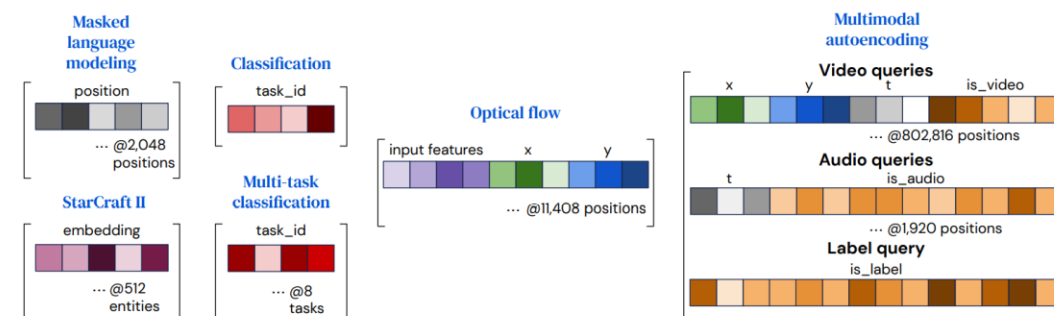 Masked
language
modeling
position
... @2,048
positions
StarCraft II
embedding
... @512
entities
Classification
task_id
Multi-task
classification
task_id
... @8
tasks
Optical flow
input features x y
... @11,408 positions
Multimodal
autoencoding
Video queries
x y t is_video
... @802,816 positions
Audio queries
t is_audio
... @1,920 positions
Label query
is_label